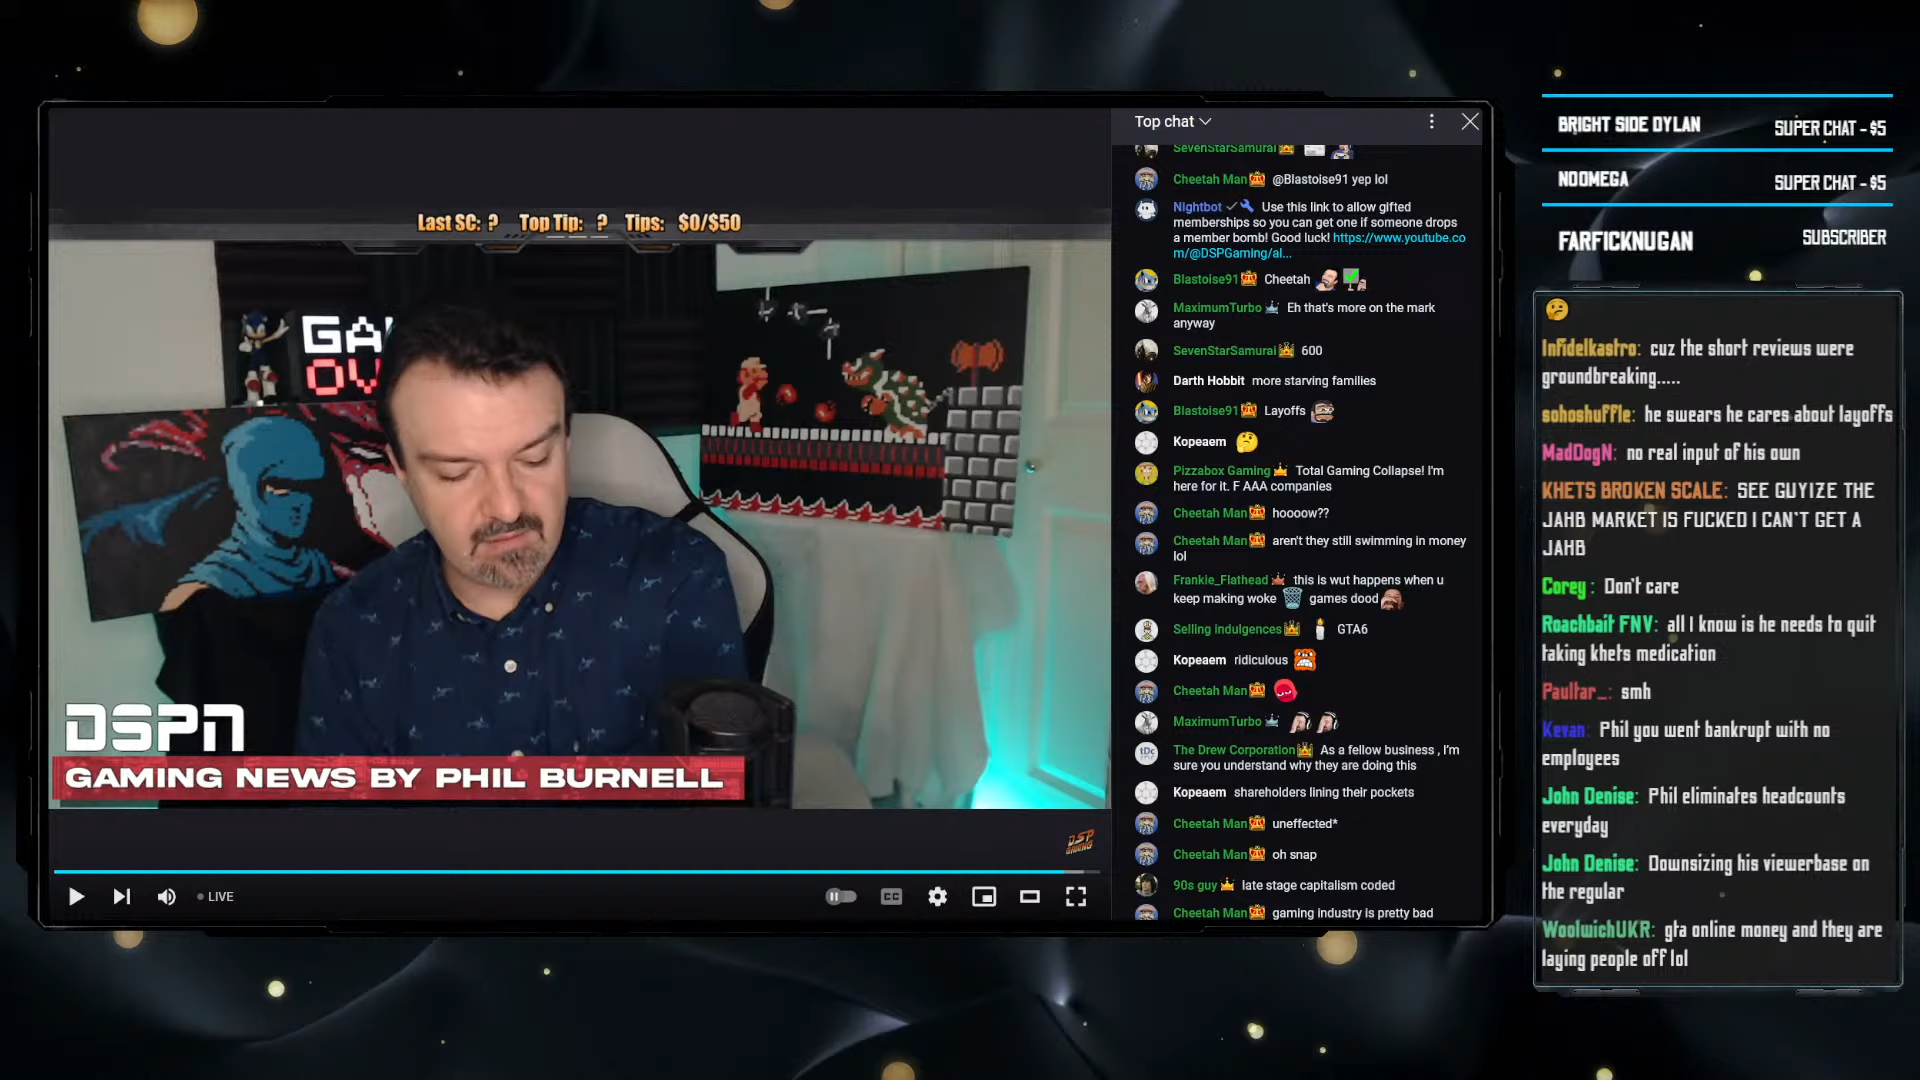 Last SC: ? Top Tip: ? Tips: $0/$50
GA
OV
DSPN
GAMING NEWS BY PHIL BURNELL
DSP
GAMING
LIVE
CC
Top chat
SevenStarSamurai
Cheetah Man @Blastoise91 yep lol
Nightbot Use this link to allow gifted
memberships so you can get one if someone drops
a member bomb! Good luck! https://www.youtube.co
m/@DSPGaming/al...
Blastoise91 Cheetah
MaximumTurbo Eh that's more on the mark
anyway
SevenStarSamurai 600
Darth Hobbit more starving families
Blastoise91 Layoffs
Kopeaem
Pizzabox Gaming Total Gaming Collapse! I'm
here for it. F AAA companies
Cheetah Man hoooow??
Cheetah Man aren't they still swimming in money
lol
Frankie_Flathead this is wut happens when u
keep making woke games dood
Selling indulgences GTA6
Kopeaem ridiculous
Cheetah Man
MaximumTurbo
tDc
The Drew Corporation As a fellow business , I'm
sure you understand why they are doing this
Kopeaem shareholders lining their pockets
Cheetah Man uneffected*
Cheetah Man oh snap
90s guy late stage capitalism coded
Cheetah Man gaming industry is pretty bad
BRIGHT SIDE DYLAN SUPER CHAT - $5
NOOMEGA SUPER CHAT - $5
FARFICKNUGAN SUBSCRIBER
Infidelkastro: cuz the short reviews were
groundbreaking.....
sohoshuffle: he swears he cares about layoffs
MadDogN: no real input of his own
KHETS BROKEN SCALE: SEE GUYIZE THE
JAHB MARKET IS FUCKED I CAN'T GET A
JAHB
Corey : Don't care
Roachbait FNV: all I know is he needs to quit
taking khets medication
Paultar_: smh
Kevan: Phil you went bankrupt with no
employees
John Denise: Phil eliminates headcounts
everyday
John Denise: Downsizing his viewerbase on
the regular
WoolwichUKR: gta online money and they are
laying people off lol